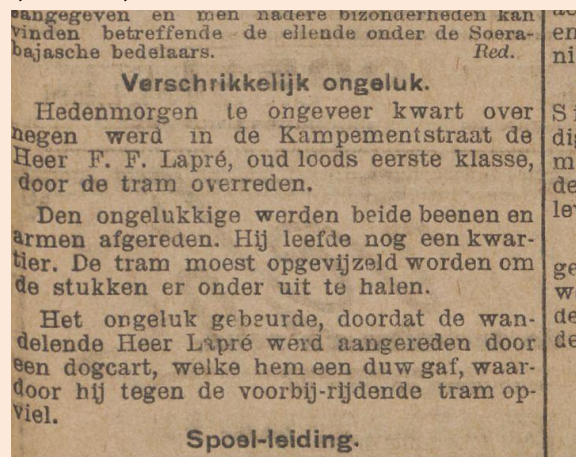 aangegeven en men nadere bizonderheden kan
vinden betreffende de ellende onder de Soera-
bajasche bedelaars. Red.
Verschrikkelijk ongeluk.
Hedenmorgen te ongeveer kwart over
negen werd in de Kampementstraat de
Heer F. F. Lapré, oud loods eerste klasse,
door de tram overreden.
Den ongelukkige werden beide beenen en
armen afgereden. Hij leefde nog een kwar-
tier. De tram moest opgevijzeld worden om
de stukken er onder uit te halen.
Het ongeluk gebeurde, doordat de wan-
delende Heer Lapré werd aangereden door
een dogcart, welke hem een duw gaf, waar-
door hij tegen de voorbij-rijdende tram op-
viel.
Spoel-leiding.